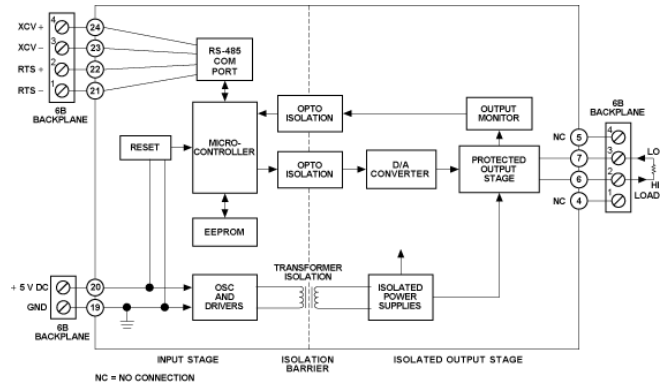 XCV +
4
24
XCV –
3
23
RTS +
2
22
RTS –
1
21
6B
BACKPLANE
RS-485
COM
PORT
OPTO
ISOLATION
OUTPUT
MONITOR
RESET
MICRO-
CONTROLLER
OPTO
ISOLATION
D/A
CONVERTER
PROTECTED
OUTPUT
STAGE
EEPROM
6B
BACKPLANE
NC
5
4
7
3
LO
6
2
HI
LOAD
NC
4
1
+ 5 V DC
20
GND
19
6B
BACKPLANE
OSC
AND
DRIVERS
TRANSFORMER
ISOLATION
ISOLATED
POWER
SUPPLIES
INPUT STAGE
ISOLATION
BARRIER
ISOLATED OUTPUT STAGE
NC = NO CONNECTION